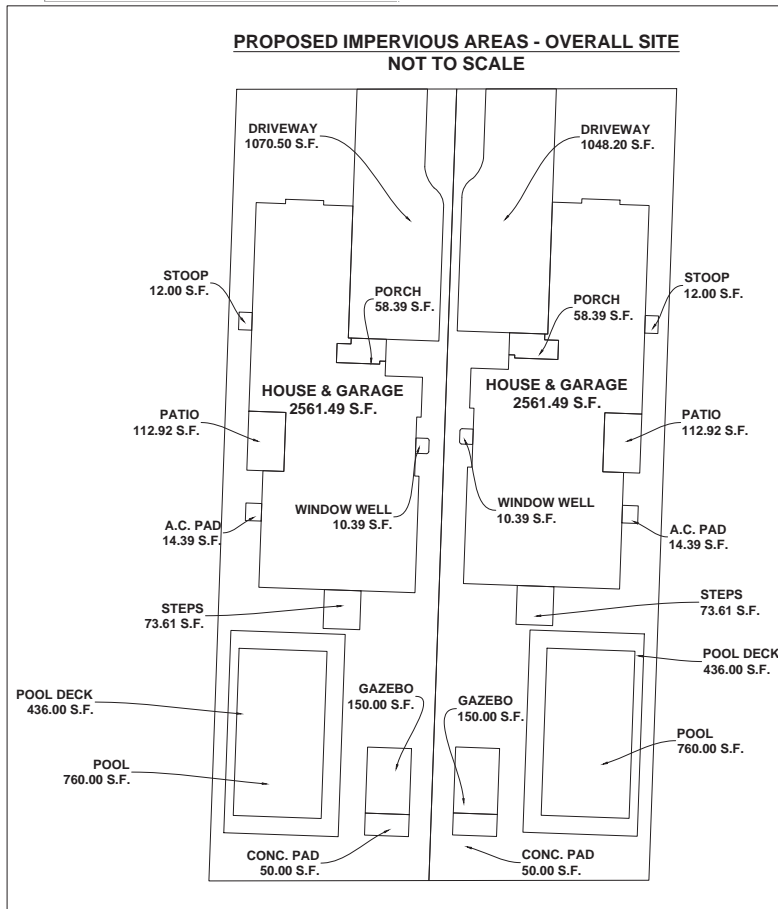 PROPOSED IMPERVIOUS AREAS - OVERALL SITE
NOT TO SCALE
DRIVEWAY
1070.50 S.F.
DRIVEWAY
1048.20 S.F.
STOOP
12.00 S.F.
PORCH
58.39 S.F.
PORCH
58.39 S.F.
STOOP
12.00 S.F.
HOUSE & GARAGE
2561.49 S.F.
HOUSE & GARAGE
2561.49 S.F.
PATIO
112.92 S.F.
PATIO
112.92 S.F.
WINDOW WELL
10.39 S.F.
WINDOW WELL
10.39 S.F.
A.C. PAD
14.39 S.F.
A.C. PAD
14.39 S.F.
STEPS
73.61 S.F.
STEPS
73.61 S.F.
POOL DECK
436.00 S.F.
GAZEBO
150.00 S.F.
GAZEBO
150.00 S.F.
POOL DECK
436.00 S.F.
POOL
760.00 S.F.
POOL
760.00 S.F.
CONC. PAD
50.00 S.F.
CONC. PAD
50.00 S.F.